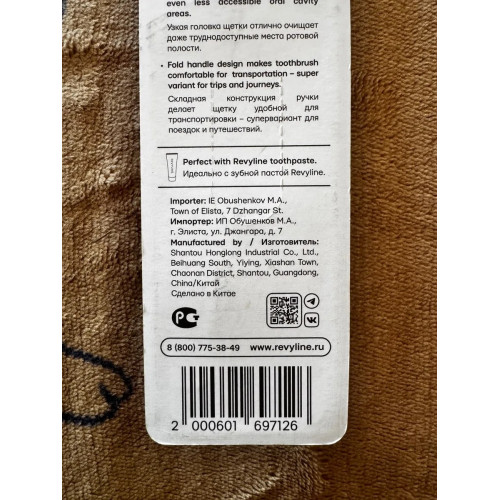 even less accessible oral cavity
areas.
Узкая головка щетки отлично очищает
даже труднодоступные места ротовой
полости.
• Fold handle design makes toothbrush
comfortable for transportation – super
variant for trips and journeys.
Складная конструкция ручки
делает щетку удобной для
транспортировки – супервариант для
поездок и путешествий.
Perfect with Revyline toothpaste.
Идеально с зубной пастой Revyline.
Importer: IE Obushenkov M.A.,
Town of Elista, 7 Dzhangar St.
Импортер: ИП Обушенков М.А.,
г. Элиста, ул. Джангара, д. 7
Manufactured by / Изготовитель:
Shantou Honglong Industrial Co., Ltd.,
Beihuang South, Yiying, Xiashan Town,
Chaonan District, Shantou, Guangdong,
China/Китай
Сделано в Китае
8 (800) 775-38-49
www.revyline.ru
2 000601 697126